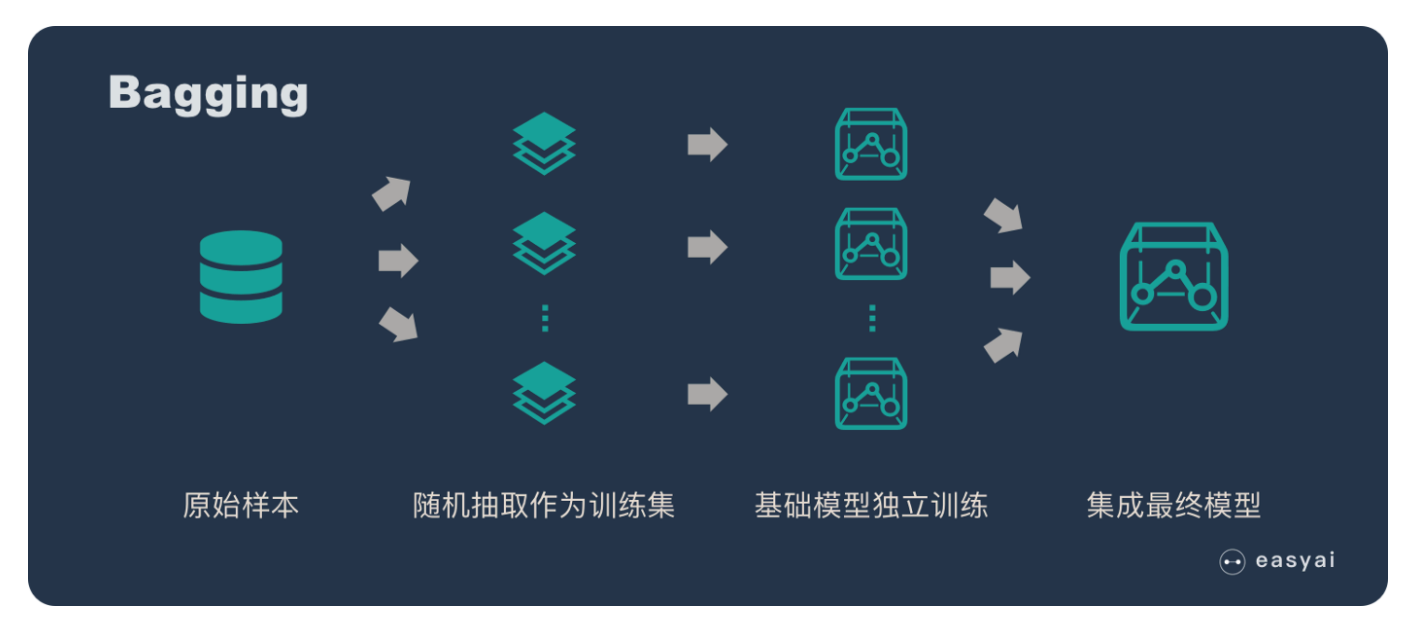 Bagging
原始样本
随机抽取作为训练集
基础模型独立训练
集成最终模型
easyai